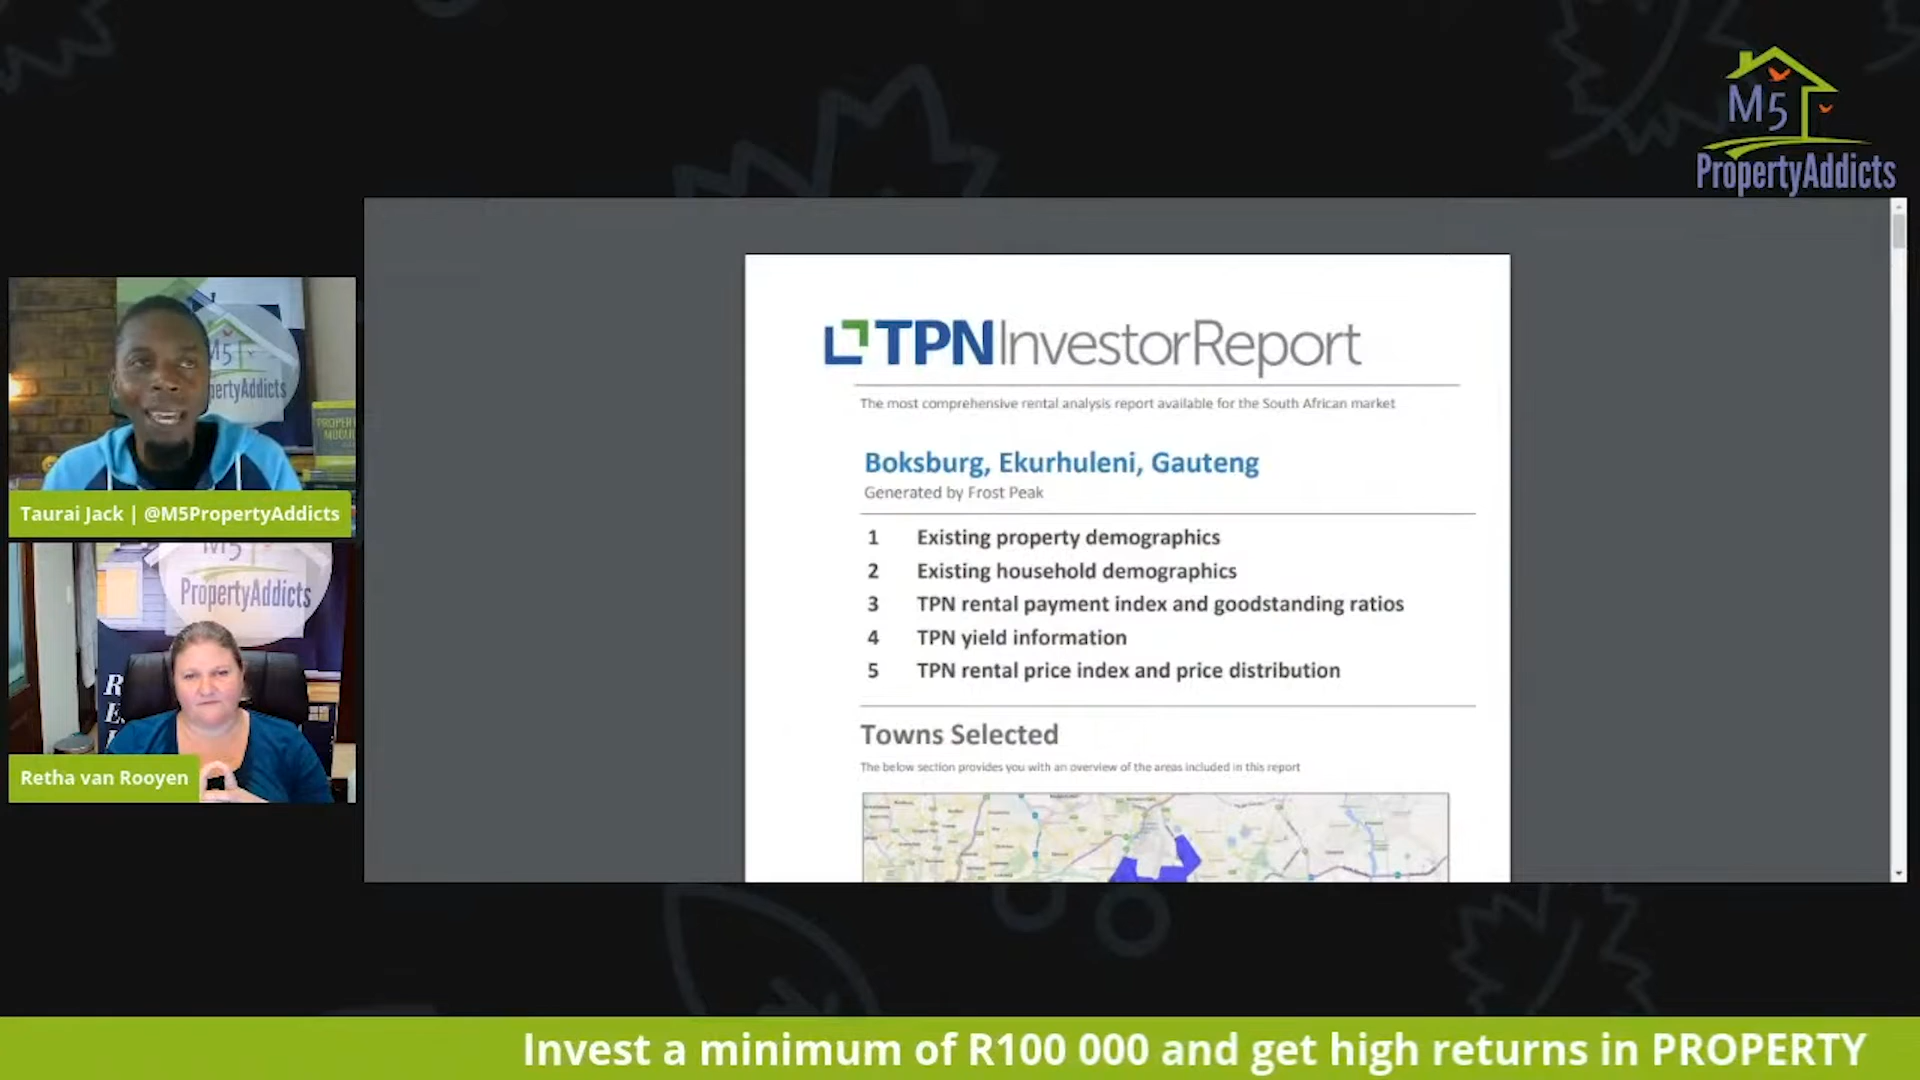 M5
PropertyAddicts
TPN InvestorReport
The most comprehensive rental analysis report available for the South African market
Boksburg, Ekurhuleni, Gauteng
Generated by Frost Peak
1 Existing property demographics
2 Existing household demographics
3 TPN rental payment index and goodstanding ratios
4 TPN yield information
5 TPN rental price index and price distribution
Towns Selected
The below section provides you with an overview of the areas included in this report
Taurai Jack | @M5PropertyAddicts
M5
PropertyAddicts
Retha van Rooyen
Invest a minimum of R100 000 and get high returns in PROPERTY